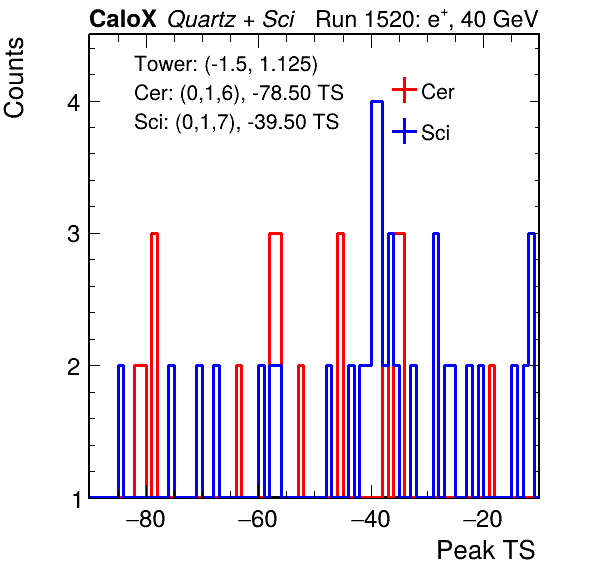 CaloX Quartz + Sci Run 1520: e⁺, 40 GeV
Counts
Tower: (-1.5, 1.125)
Cer: (0,1,6), -78.50 TS
Sci: (0,1,7), -39.50 TS
Cer
Sci
4
3
2
1
−80 −60 −40 −20
Peak TS